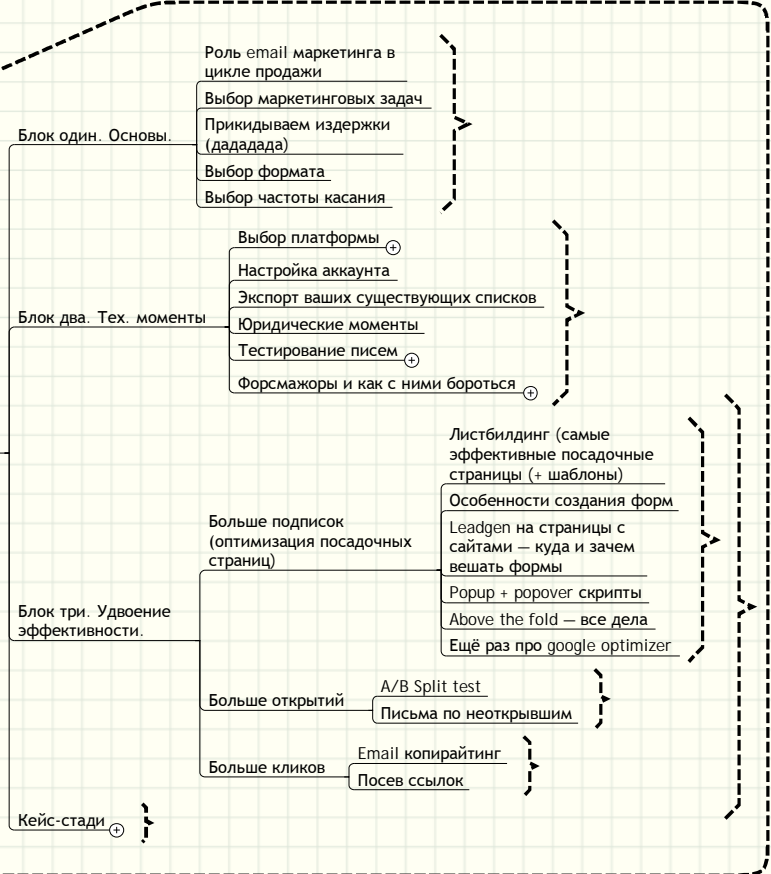 Блок один. Основы.
Роль email маркетинга в
цикле продажи
Выбор маркетинговых задач
Прикидываем издержки
(дададада)
Выбор формата
Выбор частоты касания
Блок два. Тех. моменты
Выбор платформы
Настройка аккаунта
Экспорт ваших существующих списков
Юридические моменты
Тестирование писем
Форсмажоры и как с ними бороться
Блок три. Удвоение
эффективности.
Больше подписок
(оптимизация посадочных
страниц)
Листбилдинг (самые
эффективные посадочные
страницы (+ шаблоны)
Особенности создания форм
Leadgen на страницы с
сайтами — куда и зачем
вешать формы
Popup + popover скрипты
Above the fold — все дела
Ещё раз про google optimizer
Больше открытий
A/B Split test
Письма по неоткрывшим
Больше кликов
Email копирайтинг
Посев ссылок
Кейс-стади